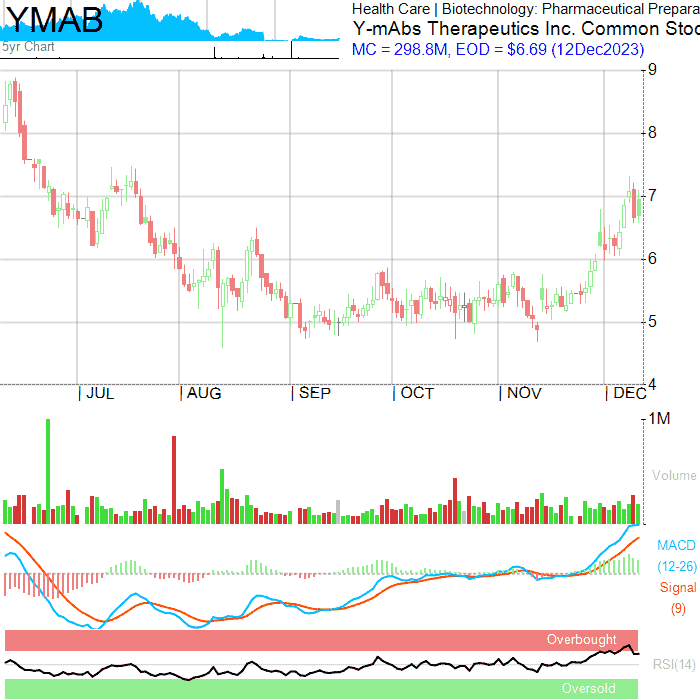 YMAB
5yr Chart
Health Care | Biotechnology: Pharmaceutical Prepara
Y-mAbs Therapeutics Inc. Common Stoc
MC = 298.8M, EOD = $6.69 (12Dec2023)
9
8
7
6
5
4
| JUL | AUG | SEP | OCT | NOV | DEC
1M
Volume
MACD
(12-26)
Signal
(9)
Overbought
RSI(14)
Oversold